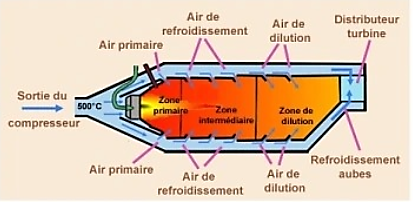 Air de
refroidissement
Air de
dilution
Distributeur
turbine
Air primaire
Sortie du
compresseur
500°C
Zone
primaire
Zone
intermédiaire
Zone de
dilution
Air primaire
Air de
refroidissement
Air de
dilution
Refroidissement
aubes